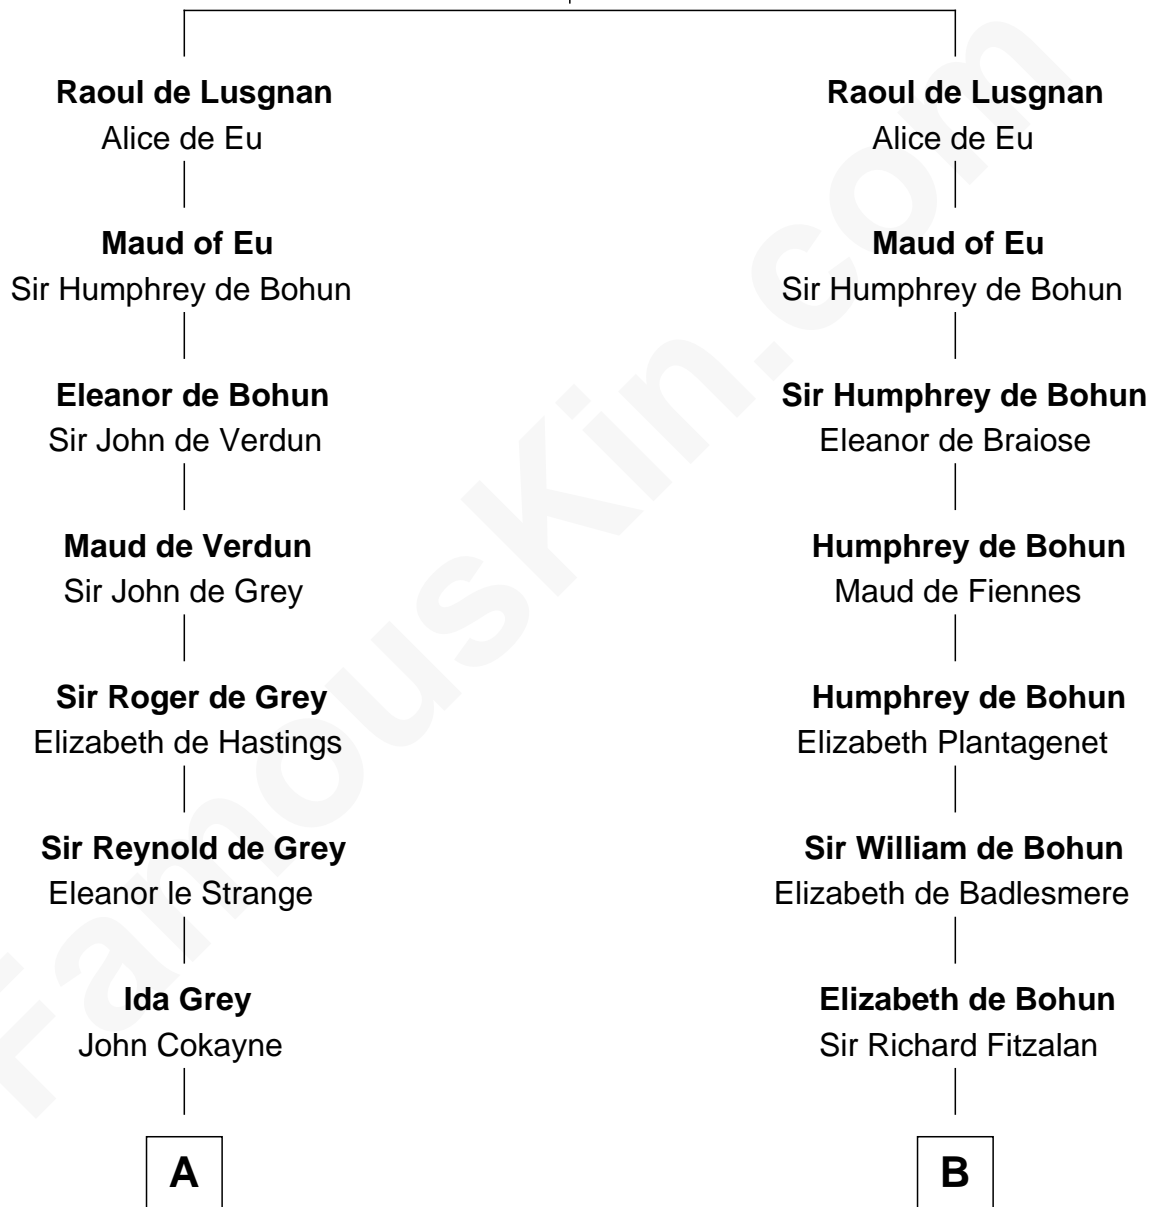 Raoul de Lusgnan
Alice de Eu
Maud of Eu
Sir Humphrey de Bohun
Eleanor de Bohun
Sir John de Verdun
Maud de Verdun
Sir John de Grey
Sir Roger de Grey
Elizabeth de Hastings
Sir Reynold de Grey
Eleanor le Strange
Ida Grey
John Cokayne
A
Raoul de Lusgnan
Alice de Eu
Maud of Eu
Sir Humphrey de Bohun
Sir Humphrey de Bohun
Eleanor de Braiose
Humphrey de Bohun
Maud de Fiennes
Humphrey de Bohun
Elizabeth Plantagenet
Sir William de Bohun
Elizabeth de Badlesmere
Elizabeth de Bohun
Sir Richard Fitzalan
B
FamousKin.com